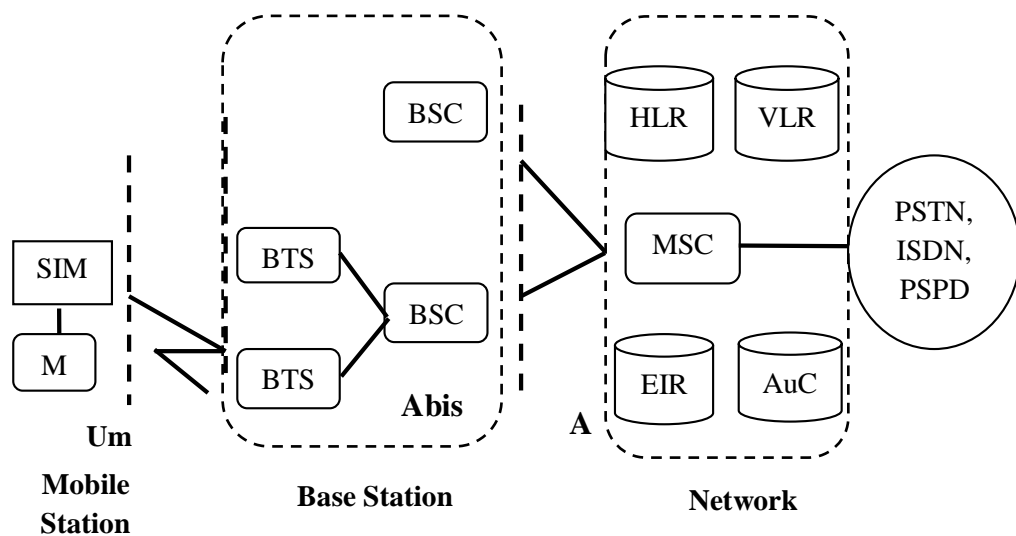 BSC
HLR
VLR
SIM
M
BTS
BTS
BSC
MSC
PSTN,
ISDN,
PSPD
EIR
AuC
Um
Abis
A
Mobile
Station
Base Station
Network